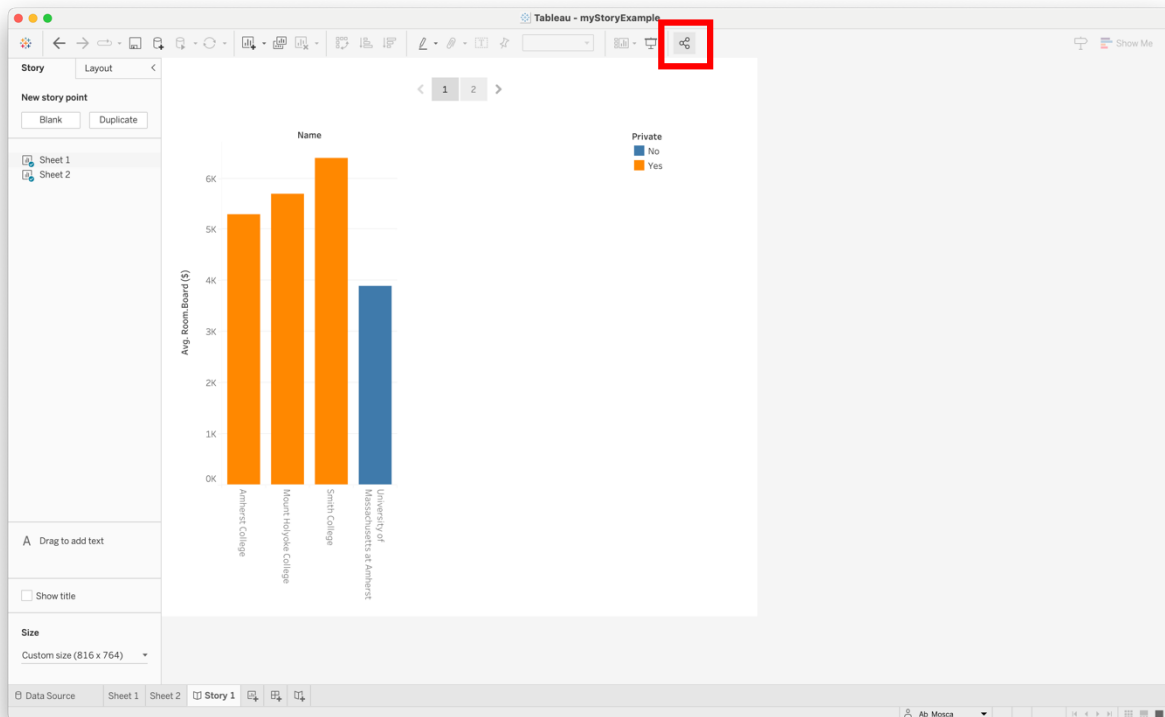 Tableau - myStoryExample
Show Me
Story
Layout
New story point
Blank
Duplicate
Sheet 1
Sheet 2
A Drag to add text
Show title
Size
Custom size (816 x 764)
1
2
Name
Private
No
Yes
Avg. Room.Board ($)
6K
5K
4K
3K
2K
1K
0K
Amherst College
Mount Holyoke College
Smith College
University of
Massachusetts at Amherst
Data Source
Sheet 1
Sheet 2
Story 1
Ab Mosca